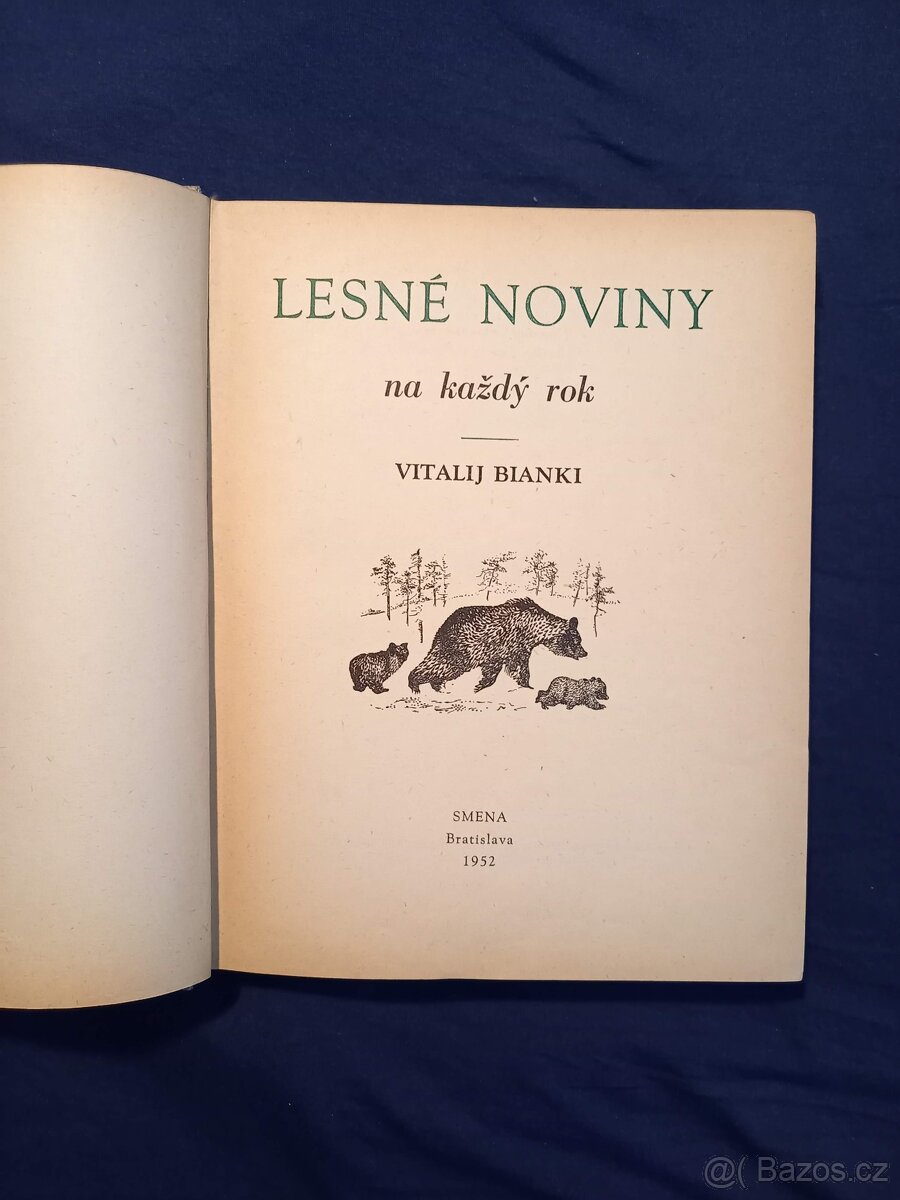 LESNÉ NOVINY
na každý rok
VITALIJ BIANKI
SMENA
Bratislava
1952
@( Bazos.cz